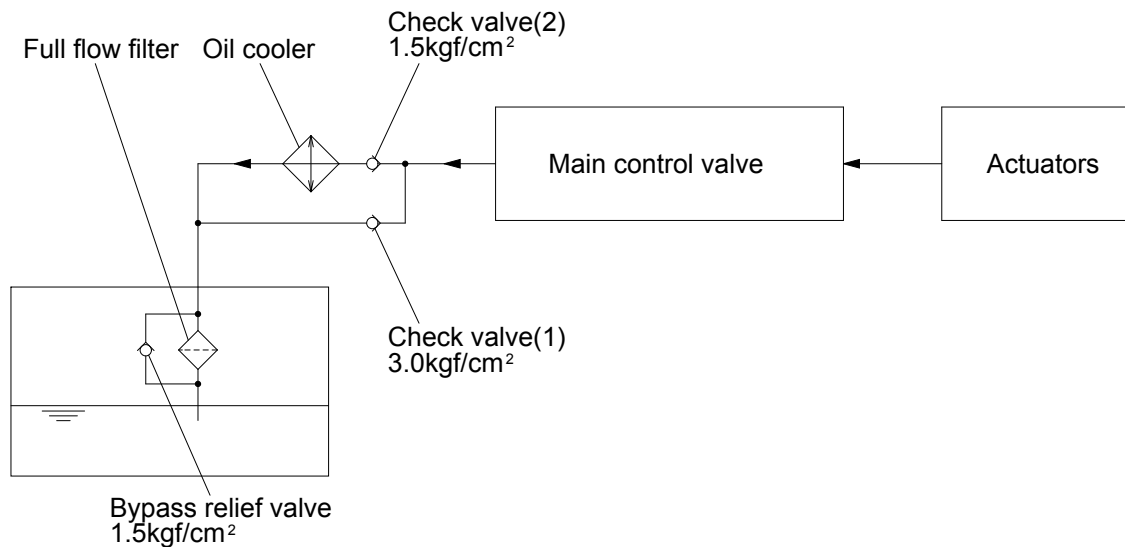 Check valve(2)
1.5kgf/cm²
Full flow filter
Oil cooler
Main control valve
Actuators
Check valve(1)
3.0kgf/cm²
Bypass relief valve
1.5kgf/cm²